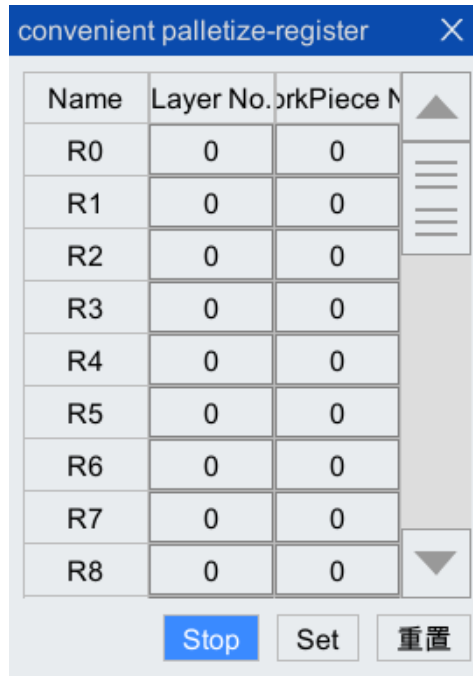 convenient palletize-register
Name Layer No. orkPiece N
R0 0 0
R1 0 0
R2 0 0
R3 0 0
R4 0 0
R5 0 0
R6 0 0
R7 0 0
R8 0 0
Stop Set 重置